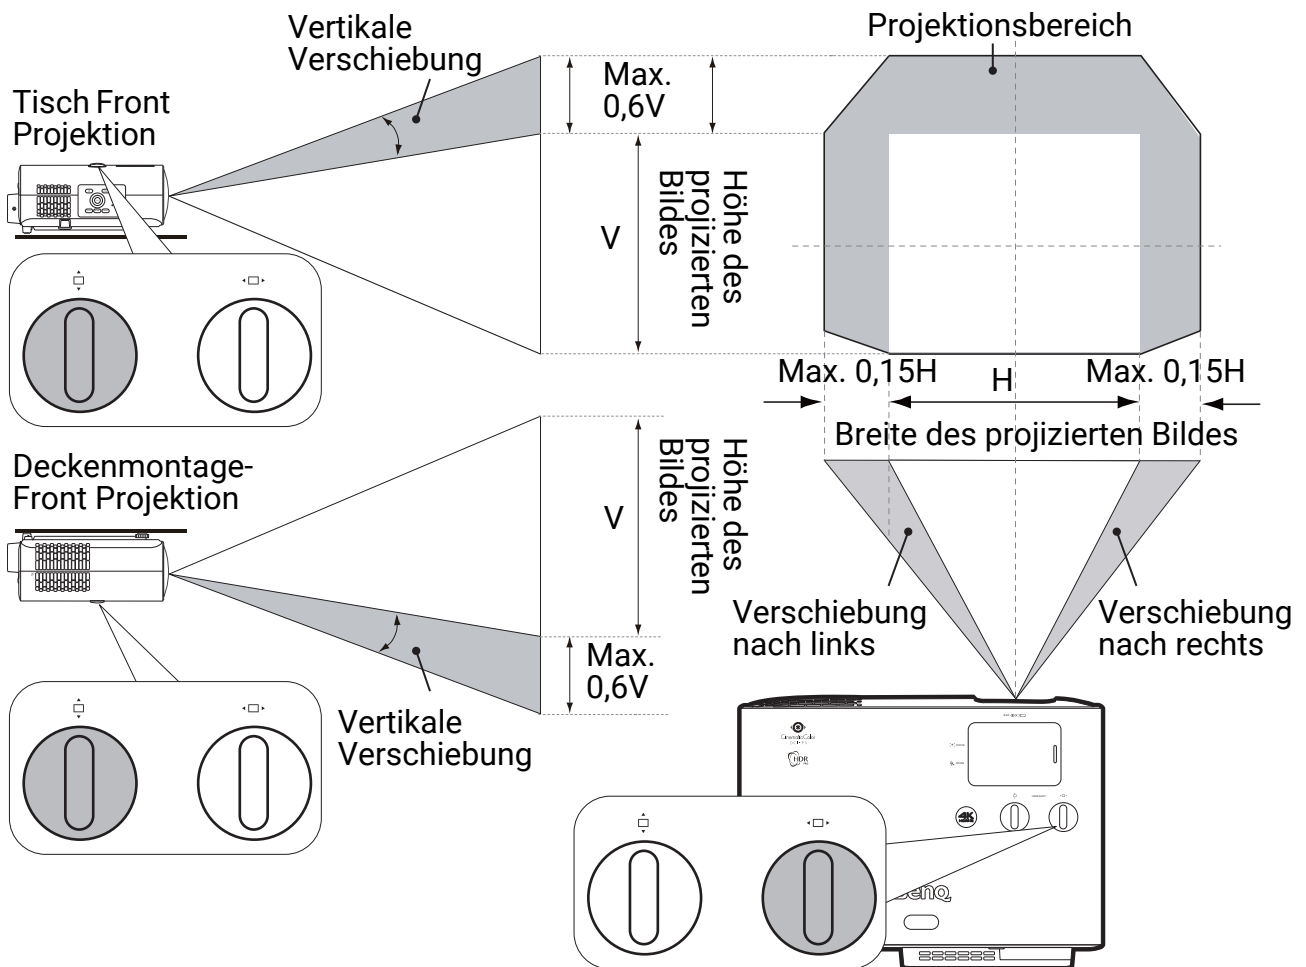 Vertikale
Verschiebung
Projektionsbereich
Max.
0,6V
Tisch Front
Projektion
V
Höhe des
projizierten
Bildes
Max. 0,15H
H
Max. 0,15H
Breite des projizierten Bildes
Deckenmontage-
Front Projektion
V
Höhe des
projizierten
Bildes
Verschiebung
nach links
Verschiebung
nach rechts
Max.
0,6V
Vertikale
Verschiebung
CinematicColor
HDR
4K
BenQ